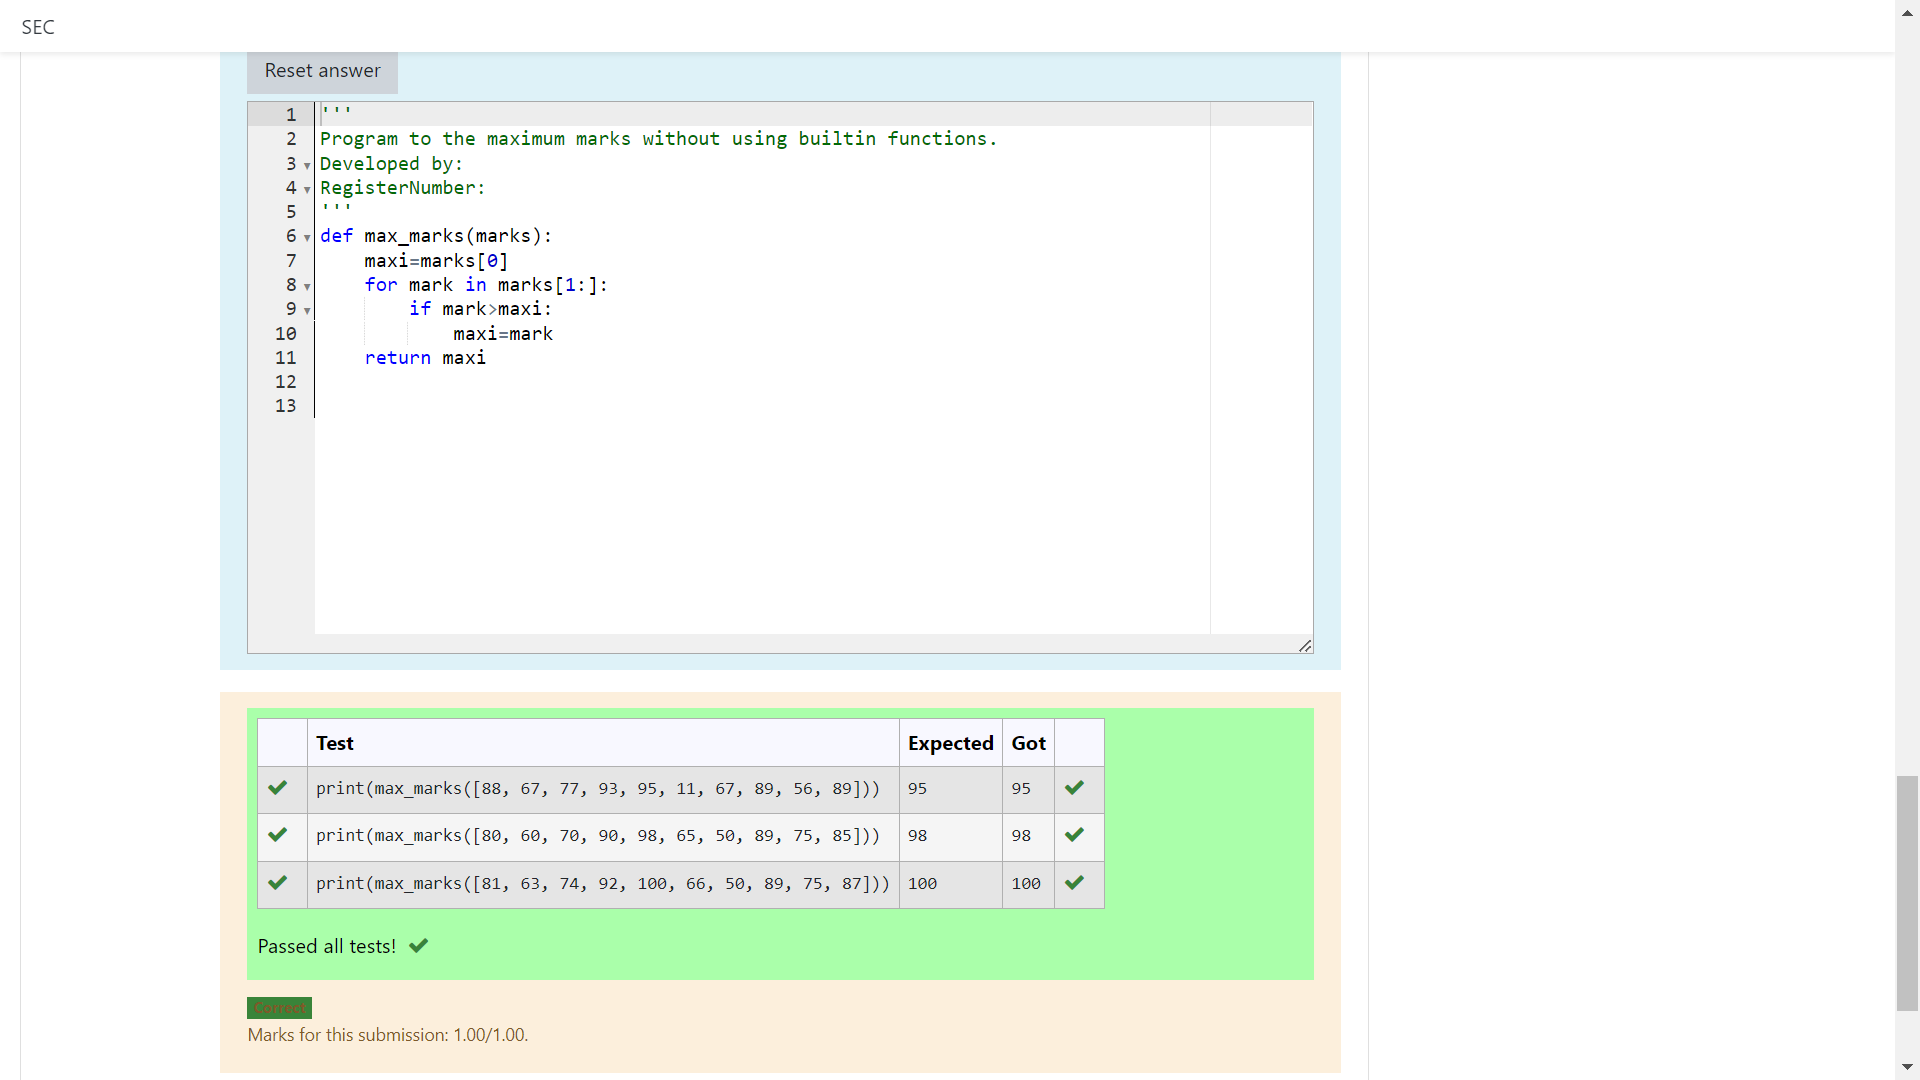 SEC
Reset answer
1 '''
2 Program to the maximum marks without using builtin functions.
3 Developed by:
4 RegisterNumber:
5 '''
6 def max_marks(marks):
7     maxi=marks[0]
8     for mark in marks[1:]:
9         if mark>maxi:
10             maxi=mark
11     return maxi
12
13
Test Expected Got
print(max_marks([88, 67, 77, 93, 95, 11, 67, 89, 56, 89])) 95 95
print(max_marks([80, 60, 70, 90, 98, 65, 50, 89, 75, 85])) 98 98
print(max_marks([81, 63, 74, 92, 100, 66, 50, 89, 75, 87])) 100 100
Passed all tests!
Correct
Marks for this submission: 1.00/1.00.